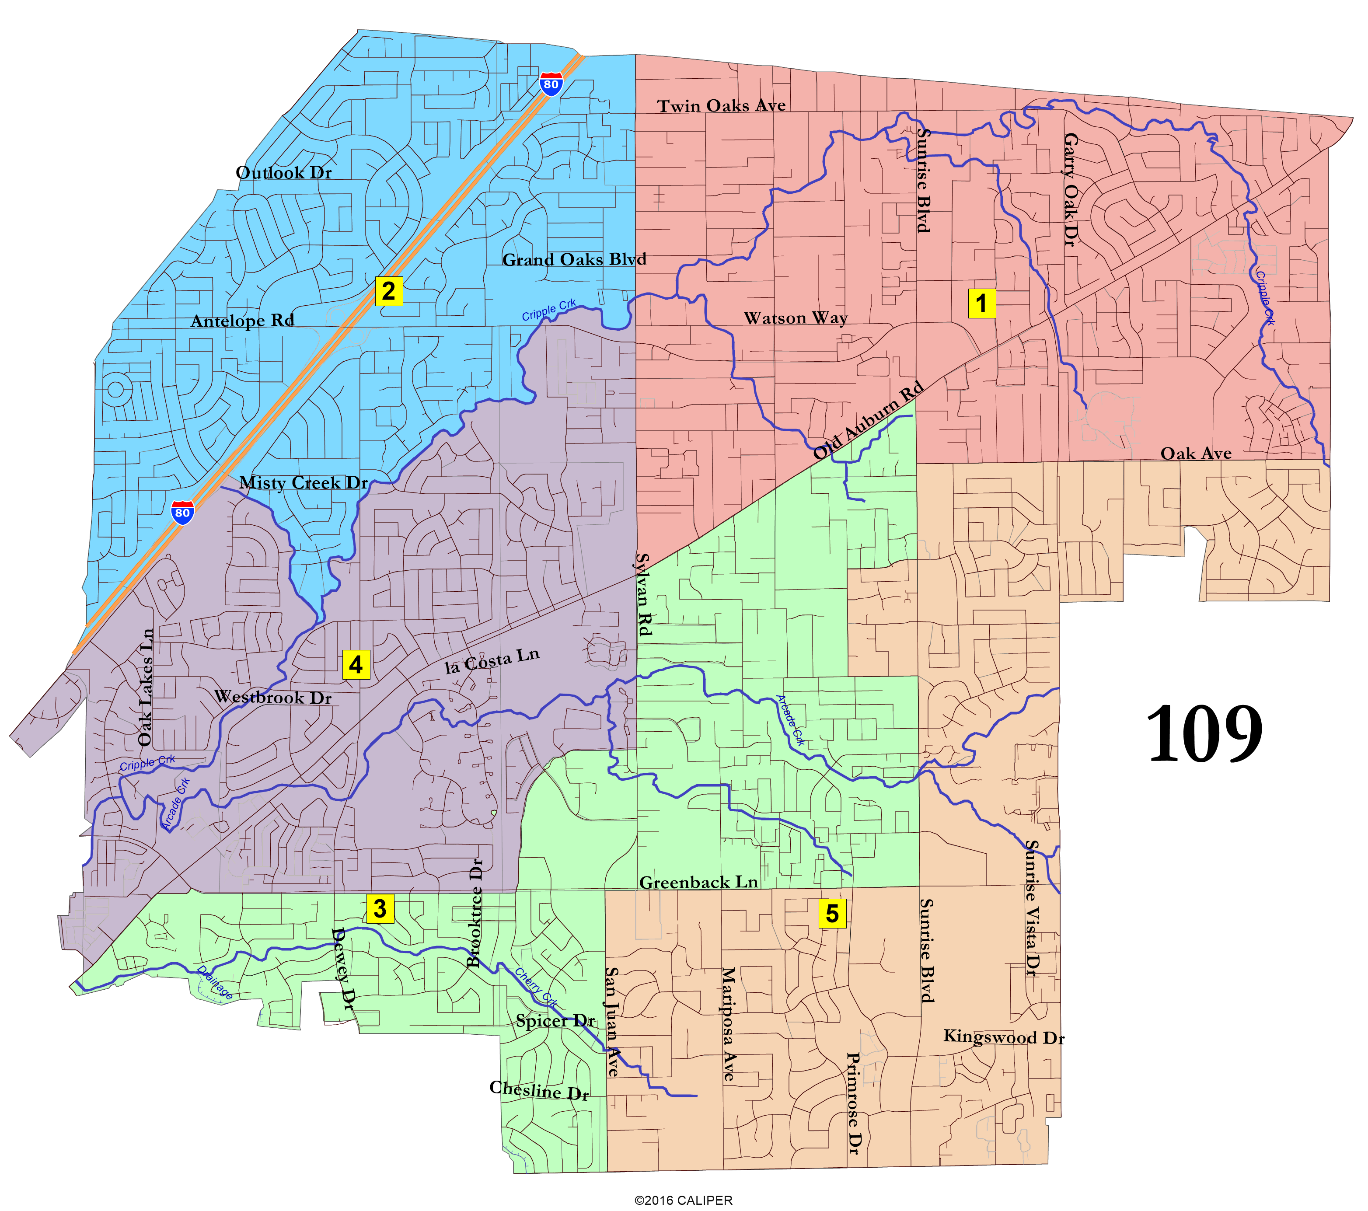 80
Twin Oaks Ave
Outlook Dr
Sunrise Blvd
Garry Oak Dr
Grand Oaks Blvd
2
Cripple Crk
Cripple Crk
1
Antelope Rd
Watson Way
Old Auburn Rd
Oak Ave
Misty Creek Dr
80
Sylvan Rd
Oak Lakes Ln
4
la Costa Ln
Westbrook Dr
Arcade Crk
109
Cripple Crk
Arcade Crk
Greenback Ln
Sunrise Vista Dr
3
Brooktree Dr
5
Sunrise Blvd
Dewey Dr
Drainage
Cherry Crk
San Juan Ave
Mariposa Ave
Spicer Dr
Kingswood Dr
Primrose Dr
Chesline Dr
©2016 CALIPER